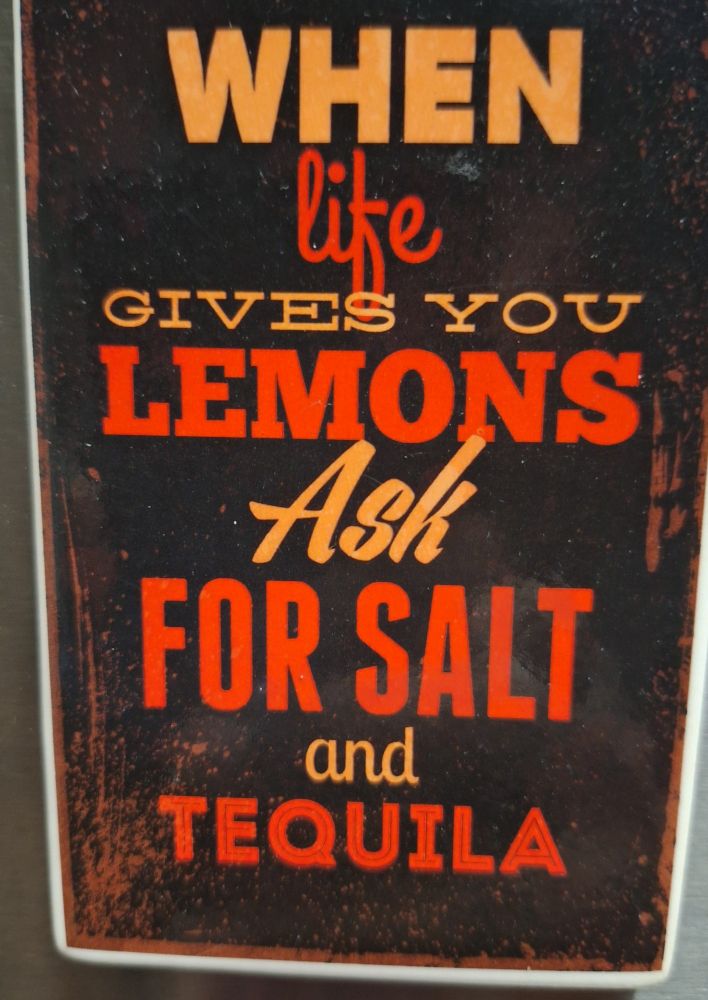 WHEN
life
GIVES YOU
LEMONS
Ask
FOR SALT
and
TEQUILA